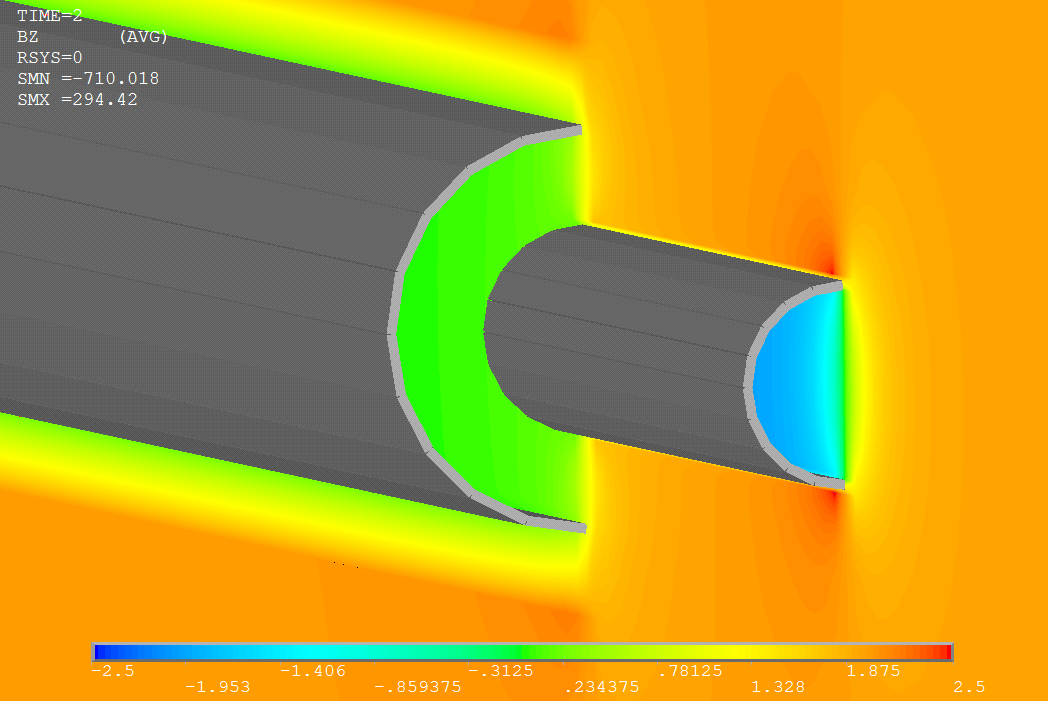 TIME=2
BZ (AVG)
RSYS=0
SMN =-710.018
SMX =294.42
-2.5 -1.406 -.3125 .78125 1.875
-1.953 -.859375 .234375 1.328 2.5